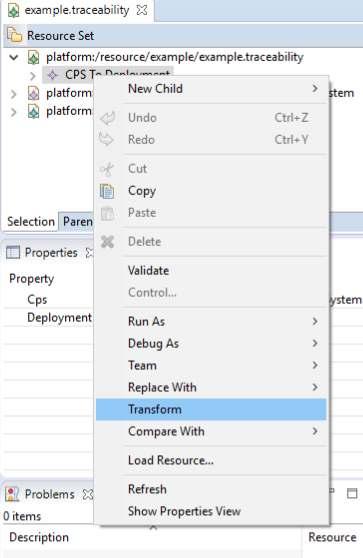 example.traceability
Resource Set
platform:/resource/example/example.traceability
CPS To Deployment
platform:
stem
platform:
New Child
Undo Ctrl+Z
Redo Ctrl+Y
Cut
Copy
Paste
Delete
Validate
Control...
Run As
Debug As
Team
Replace With
Transform
Compare With
Load Resource...
Refresh
Show Properties View
Selection Paren
Properties
Property
Cps
ystem
Deployment
Problems
0 items
Description
Resource